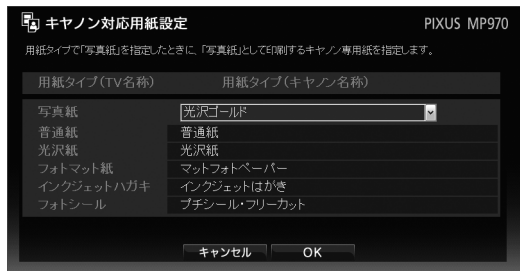 キヤノン対応用紙設定 PIXUS MP970
用紙タイプで「写真紙」を指定したときに、「写真紙」として印刷するキヤノン専用紙を指定します。
用紙タイプ(TV名称) 用紙タイプ(キヤノン名称)
写真紙 光沢ゴールド
普通紙 普通紙
光沢紙 光沢紙
フォトマット紙 マットフォトペーパー
インクジェットハガキ インクジェットはがき
フォトシール プチシール・フリーカット
キャンセル OK